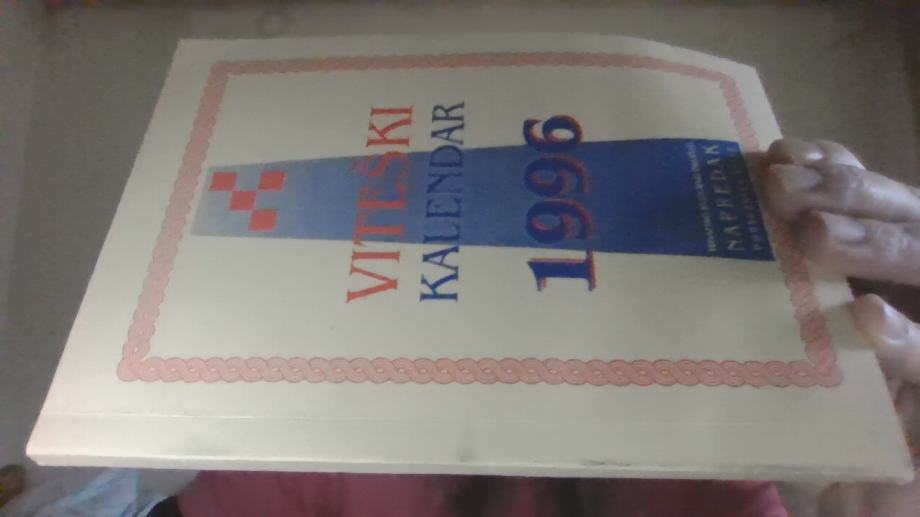 VITEŠKI
KALENDAR
1996
NAPREDAK